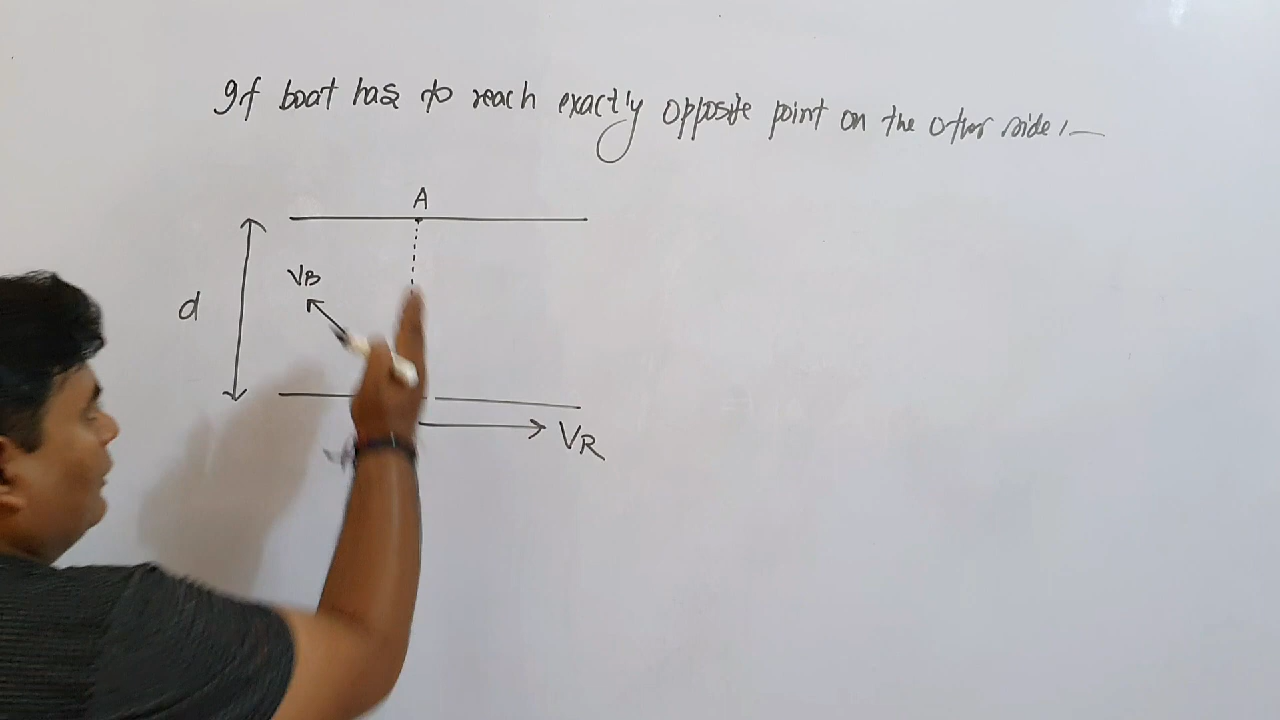 If boat has to reach exactly opposite point on the other side :—
A
VB
d
VR